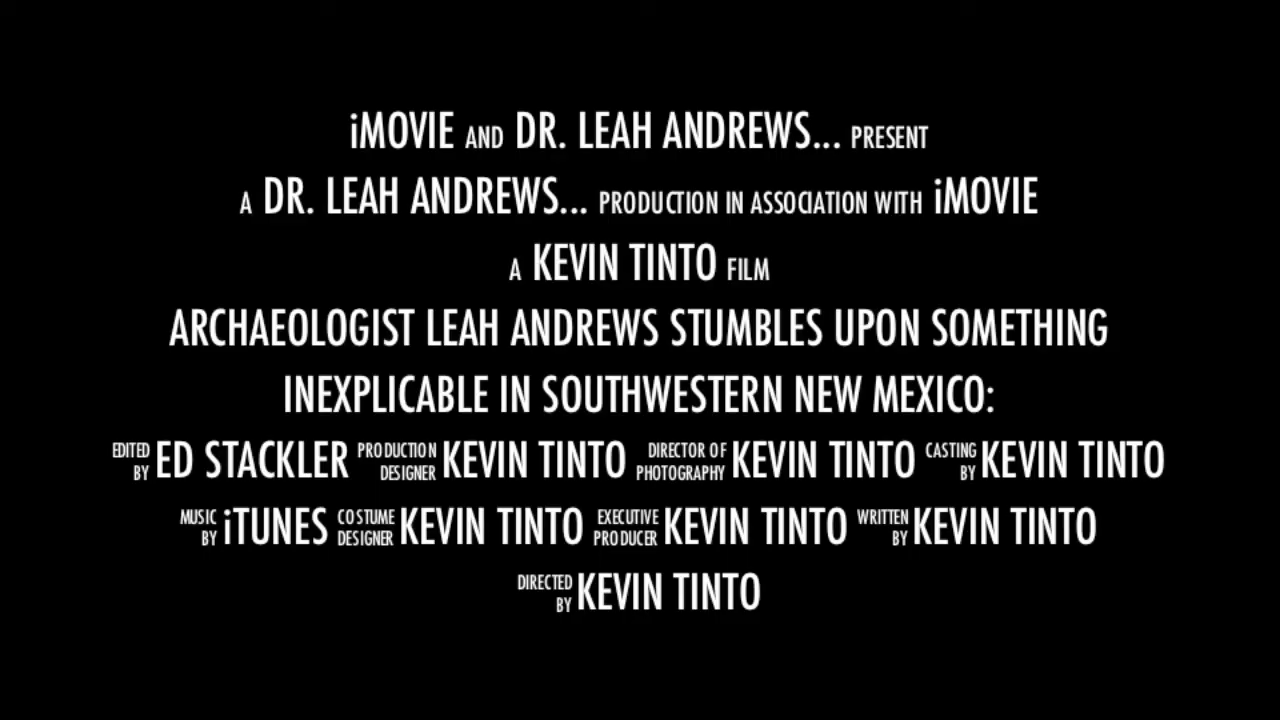 iMOVIE AND DR. LEAH ANDREWS... PRESENT
A DR. LEAH ANDREWS... PRODUCTION IN ASSOCIATION WITH iMOVIE
A KEVIN TINTO FILM
ARCHAEOLOGIST LEAH ANDREWS STUMBLES UPON SOMETHING
INEXPLICABLE IN SOUTHWESTERN NEW MEXICO:
EDITED BY ED STACKLER PRODUCTION DESIGNER KEVIN TINTO DIRECTOR OF PHOTOGRAPHY KEVIN TINTO CASTING BY KEVIN TINTO
MUSIC BY iTUNES COSTUME DESIGNER KEVIN TINTO EXECUTIVE PRODUCER KEVIN TINTO WRITTEN BY KEVIN TINTO
DIRECTED BY KEVIN TINTO